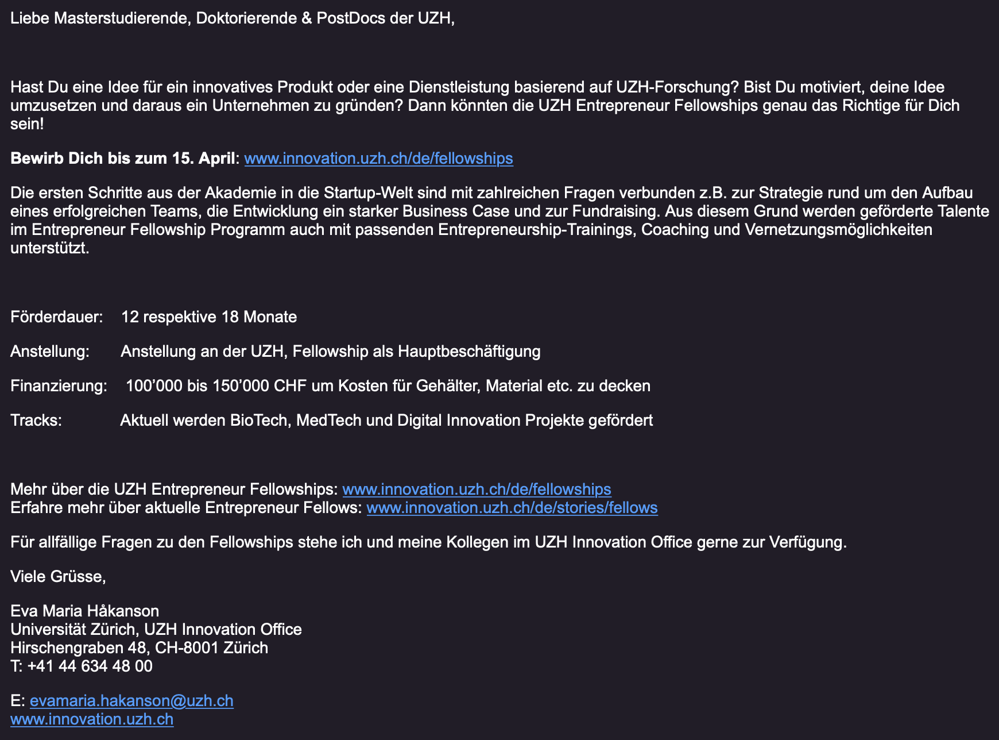 Liebe Masterstudierende, Doktorierende & PostDocs der UZH,
Hast Du eine Idee für ein innovatives Produkt oder eine Dienstleistung basierend auf UZH-Forschung? Bist Du motiviert, deine Idee
umzusetzen und daraus ein Unternehmen zu gründen? Dann könnten die UZH Entrepreneur Fellowships genau das Richtige für Dich
sein!
Bewirb Dich bis zum 15. April: www.innovation.uzh.ch/de/fellowships
Die ersten Schritte aus der Akademie in die Startup-Welt sind mit zahlreichen Fragen verbunden z.B. zur Strategie rund um den Aufbau
eines erfolgreichen Teams, die Entwicklung ein starker Business Case und zur Fundraising. Aus diesem Grund werden geförderte Talente
im Entrepreneur Fellowship Programm auch mit passenden Entrepreneurship-Trainings, Coaching und Vernetzungsmöglichkeiten
unterstützt.
Förderdauer: 12 respektive 18 Monate
Anstellung: Anstellung an der UZH, Fellowship als Hauptbeschäftigung
Finanzierung: 100’000 bis 150’000 CHF um Kosten für Gehälter, Material etc. zu decken
Tracks: Aktuell werden BioTech, MedTech und Digital Innovation Projekte gefördert
Mehr über die UZH Entrepreneur Fellowships: www.innovation.uzh.ch/de/fellowships
Erfahre mehr über aktuelle Entrepreneur Fellows: www.innovation.uzh.ch/de/stories/fellows
Für allfällige Fragen zu den Fellowships stehe ich und meine Kollegen im UZH Innovation Office gerne zur Verfügung.
Viele Grüsse,
Eva Maria Håkanson
Universität Zürich, UZH Innovation Office
Hirschengraben 48, CH-8001 Zürich
T: +41 44 634 48 00
E: evamaria.hakanson@uzh.ch
www.innovation.uzh.ch